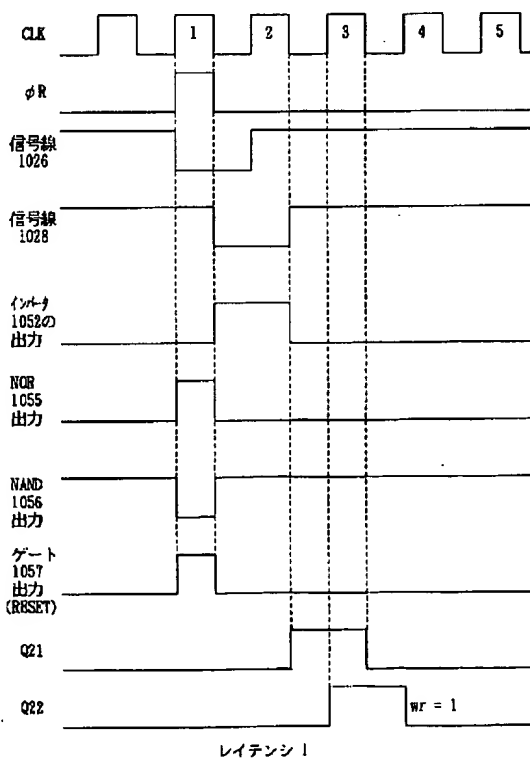 CLK
1
2
3
4
5
φR
信号線
1026
信号線
1028
インバータ
1052の
出力
NOR
1055
出力
NAND
1056
出力
ゲート
1057
出力
(RESET)
Q21
Q22
wr = 1
レイテンシ 1